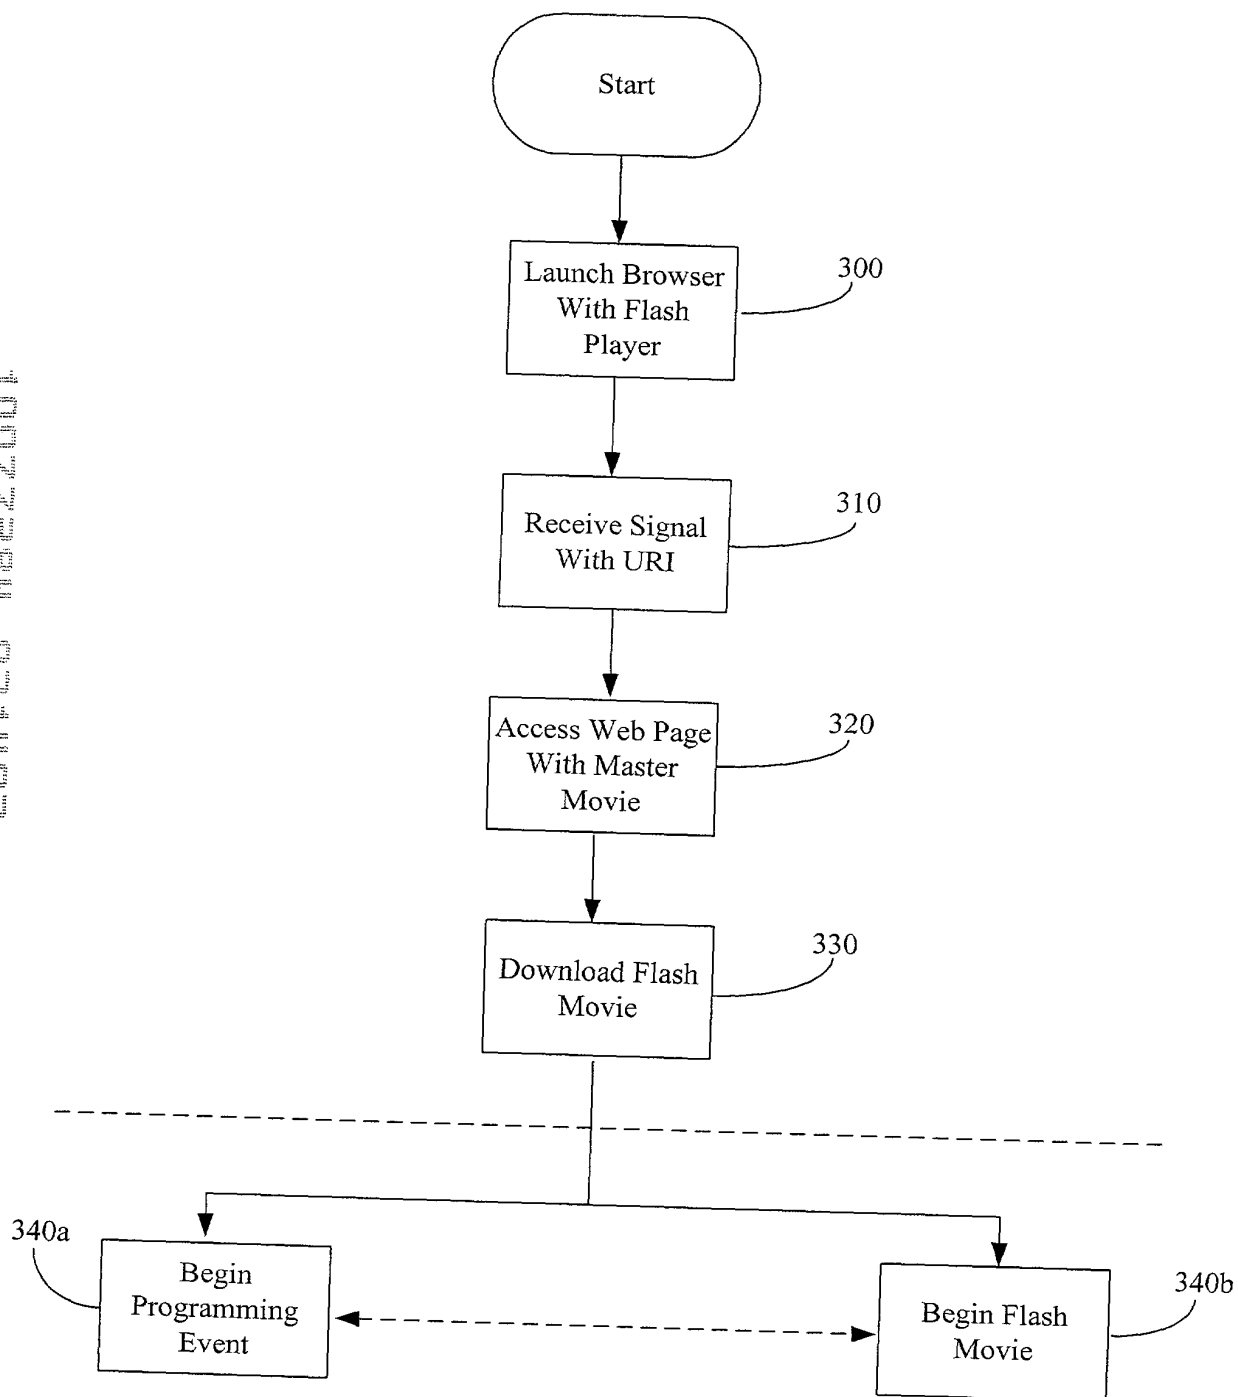 Start
Launch Browser
With Flash
Player
300
Receive Signal
With URI
310
Access Web Page
With Master
Movie
320
Download Flash
Movie
330
340a
Begin
Programming
Event
Begin Flash
Movie
340b